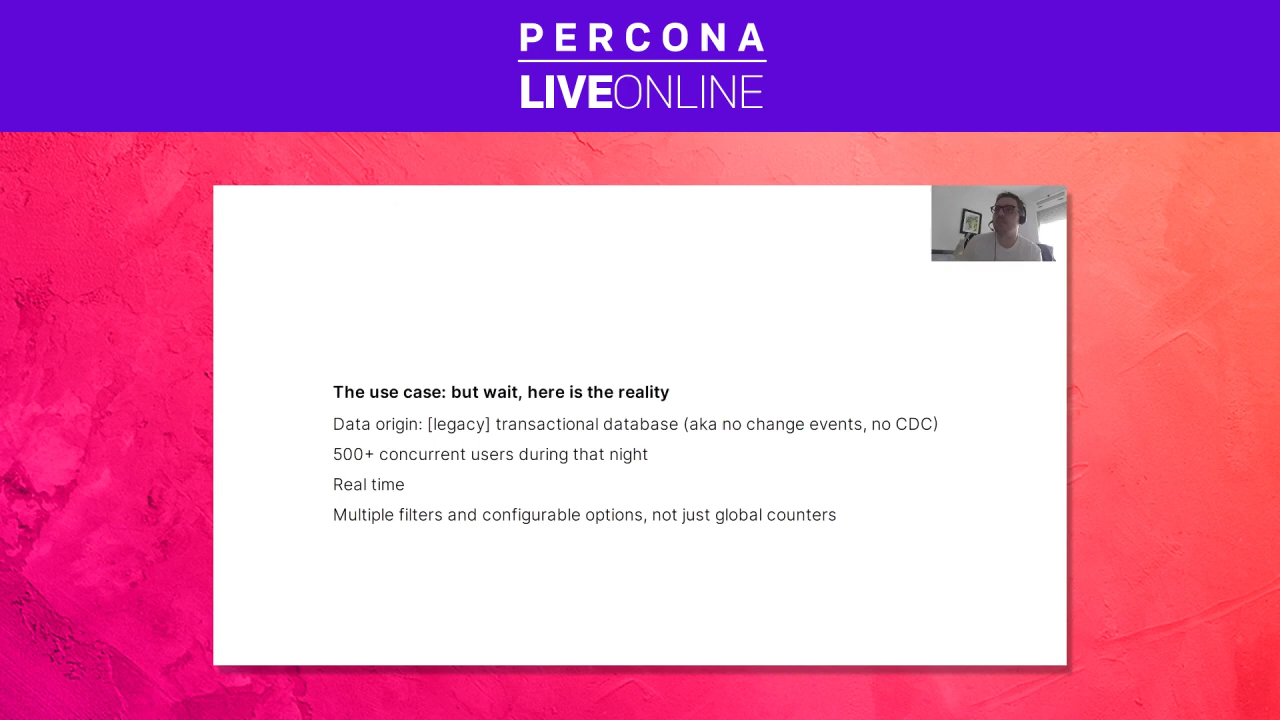 PERCONA
LIVEONLINE
The use case: but wait, here is the reality
Data origin: [legacy] transactional database (aka no change events, no CDC)
500+ concurrent users during that night
Real time
Multiple filters and configurable options, not just global counters